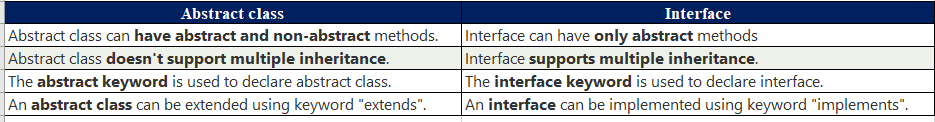 Abstract class Interface
Abstract class can have abstract and non-abstract methods. Interface can have only abstract methods
Abstract class doesn't support multiple inheritance. Interface supports multiple inheritance.
The abstract keyword is used to declare abstract class. The interface keyword is used to declare interface.
An abstract class can be extended using keyword "extends". An interface can be implemented using keyword "implements".